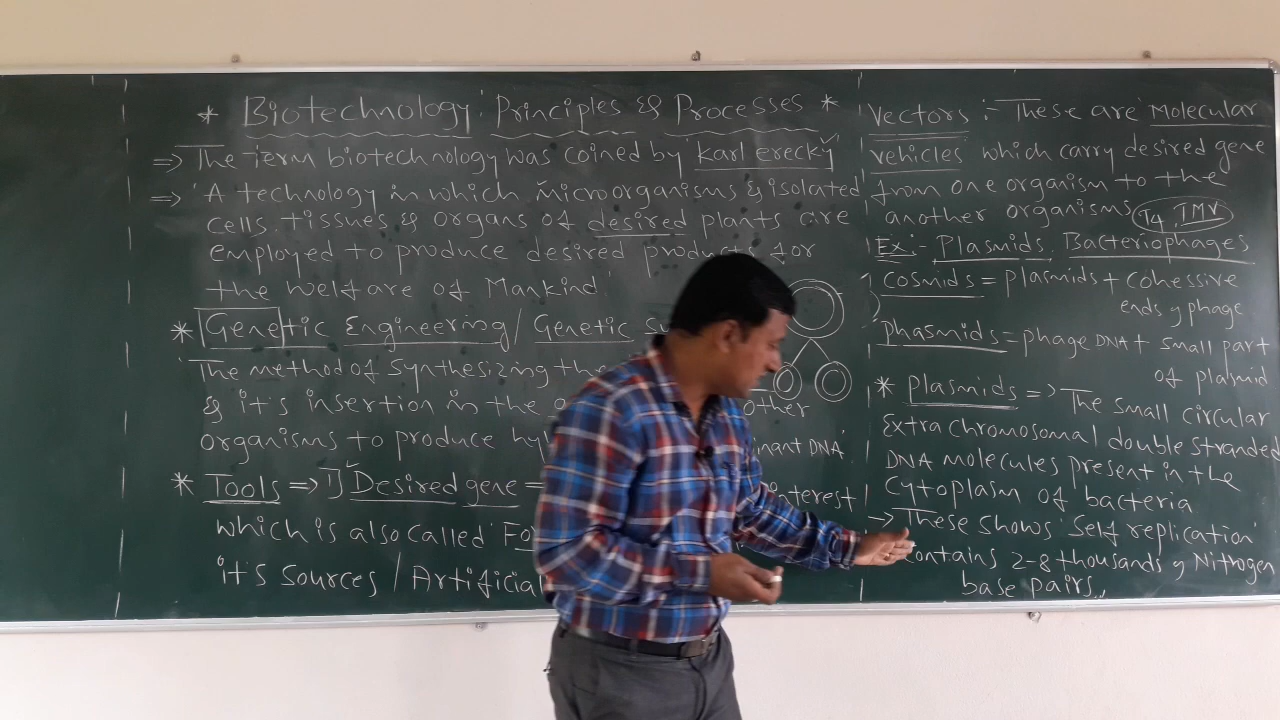 * Biotechnology: Principles & Processes *
⇒ The term biotechnology was coined by 'Karl erecky'
⇒ 'A technology in which microorganisms & isolated
cells, tissues & organs of desired plants are
employed to produce desired products for
the welfare of Mankind'
* Genetic Engineering/ Genetic
'The method of synthesizing the
& it's insertion in the other
organisms to produce DNA'
* Tools ⇒ 1) Desired gene = interest
which is also called
it's sources / Artificial
Vectors :- These are Molecular
vehicles which carry desired gene
from one organism to the
another organisms T4, TMV
Ex:- Plasmids, Bacteriophages
Cosmids = plasmids + cohessive
ends y phage
phasmids = phage DNA + small part
of plasmid
* plasmids => The small circular
Extra chromosomal double stranded
DNA molecules present in the
Cytoplasm of bacteria
→ These shows 'Self replication'
contains 2-8 thousands y Nitrogen
base pairs..